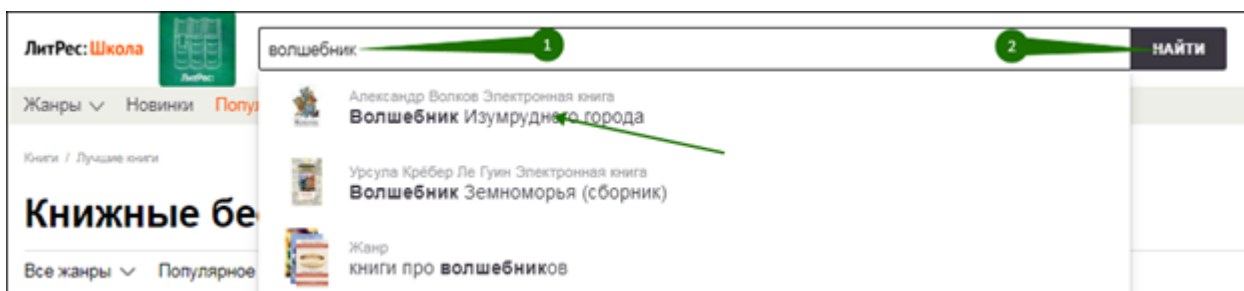 ЛитРес: Школа
ЛитРес:
волшебник
1
2
НАЙТИ
Жанры Новинки
Александр Волков Электронная книга
Волшебник Изумрудного города
Книги / Лучшие книги
Урсула Крёбер Ле Гуин Электронная книга
Волшебник Земноморья (сборник)
Книжные бе
Жанр
книги про волшебников
Все жанры Популярное